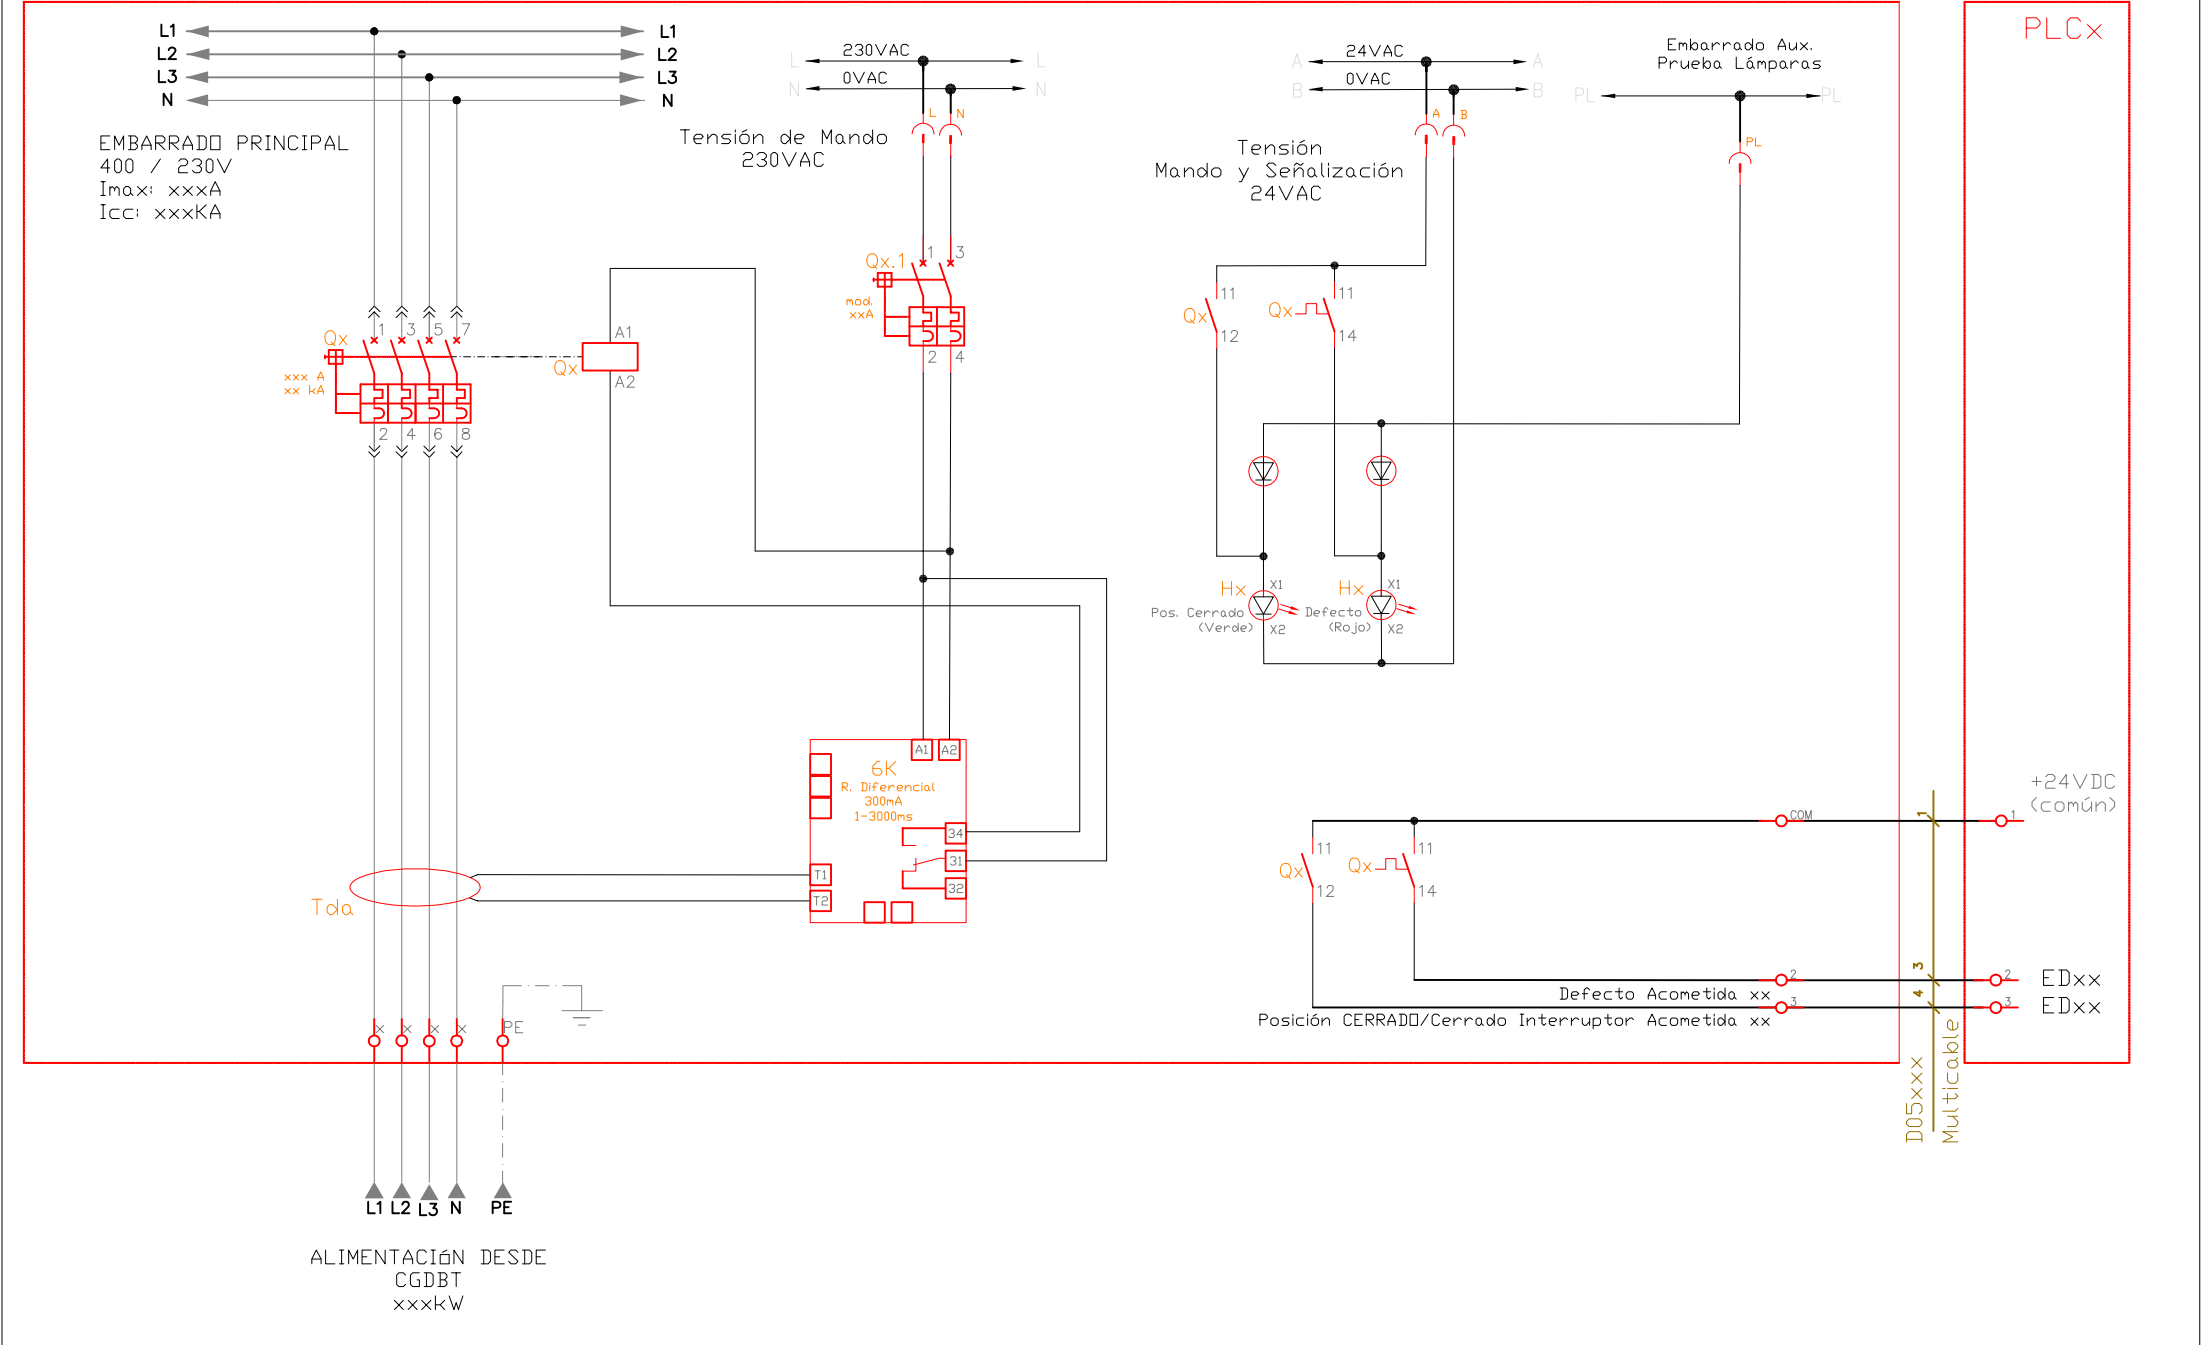 L1 L1
L2 L2
L3 L3
N N
EMBARRADO PRINCIPAL
400 / 230V
Imax: xxxA
Icc: xxxKA
L 230VAC L
N 0VAC N
L N
Tensión de Mando
230VAC
A 24VAC A
B 0VAC B
A B
Tensión
Mando y Señalización
24VAC
Embarrado Aux.
Prueba Lámparas
PL PL
PL
PLCx
Qx.1
1 3
mod.
xxA
2 4
Qx
1 3 5 7
xxx A
xx kA
2 4 6 8
A1
Qx
A2
Qx
11
12
Qx
11
14
Hx
X1
Pos. Cerrado
(Verde)
X2
Hx
X1
Defecto
(Rojo)
X2
A1 A2
6K
R. Diferencial
300mA
1-3000ms
34
31
32
T1
T2
Tda
x x x x PE
L1 L2 L3 N PE
ALIMENTACIóN DESDE
CGDBT
xxxkW
COM
1
1
+24VDC
(común)
Qx
11
12
Qx
11
14
2
3
2
EDxx
Defecto Acometida xx
3
4
3
EDxx
Posición CERRADO/Cerrado Interruptor Acometida xx
D05xxx
Multicable